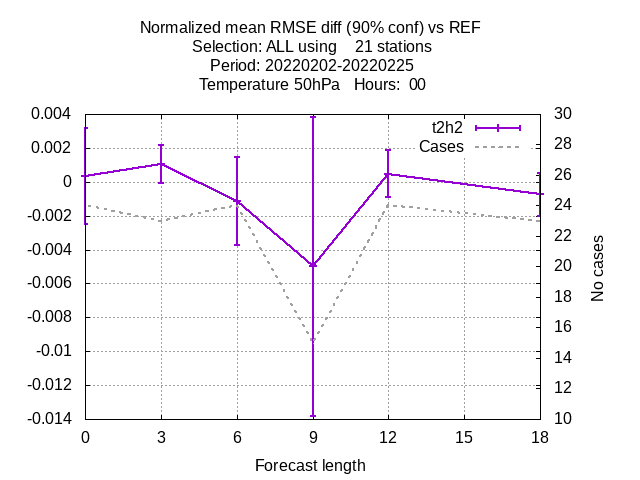 Normalized mean RMSE diff (90% conf) vs REF
Selection: ALL using    21 stations
Period: 20220202-20220225
Temperature 50hPa   Hours:  00
t2h2
Cases
0.004
0.002
0
-0.002
-0.004
-0.006
-0.008
-0.01
-0.012
-0.014
30
28
26
24
22
20
18
16
14
12
10
No cases
0 3 6 9 12 15 18
Forecast length